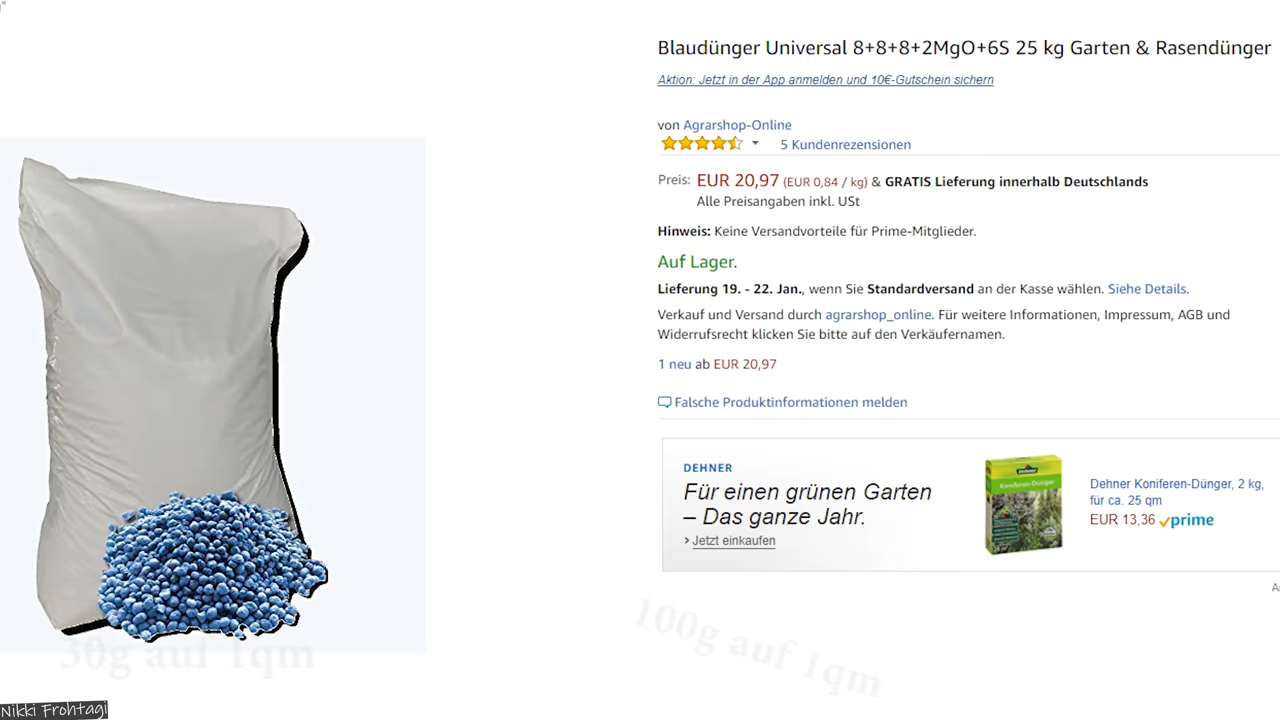 Blaudünger Universal 8+8+8+2MgO+6S 25 kg Garten & Rasendünger
Aktion: Jetzt in der App anmelden und 10€-Gutschein sichern
von Agrarshop-Online
5 Kundenrezensionen
Preis: EUR 20,97 (EUR 0,84 / kg) & GRATIS Lieferung innerhalb Deutschlands
Alle Preisangaben inkl. USt
Hinweis: Keine Versandvorteile für Prime-Mitglieder.
Auf Lager.
Lieferung 19. - 22. Jan., wenn Sie Standardversand an der Kasse wählen. Siehe Details.
Verkauf und Versand durch agrarshop_online. Für weitere Informationen, Impressum, AGB und
Widerrufsrecht klicken Sie bitte auf den Verkäufernamen.
1 neu ab EUR 20,97
Falsche Produktinformationen melden
DEHNER
Für einen grünen Garten
– Das ganze Jahr.
› Jetzt einkaufen
Koniferen-Dünger
Dehner Koniferen-Dünger, 2 kg,
für ca. 25 qm
EUR 13,36 prime
30g auf 1qm
100g auf 1qm
Nikki Frohtagi